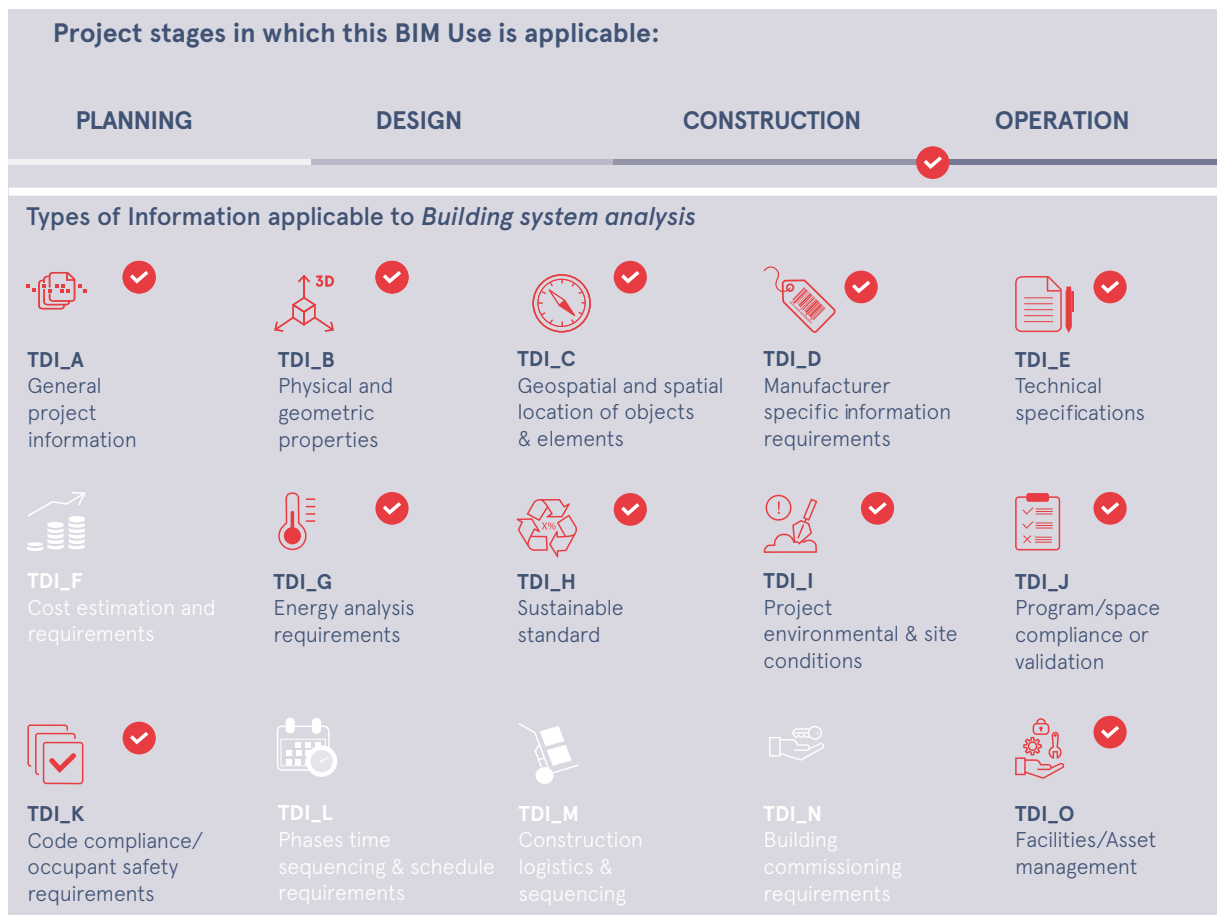 Project stages in which this BIM Use is applicable:
PLANNING
DESIGN
CONSTRUCTION
OPERATION
Types of Information applicable to Building system analysis
3D
TDI_A
General
project
information
TDI_B
Physical and
geometric
properties
TDI_C
Geospatial and spatial
location of objects
& elements
TDI_D
Manufacturer
specific information
requirements
TDI_E
Technical
specifications
TDI_F
Cost estimation and
requirements
TDI_G
Energy analysis
requirements
X%
TDI_H
Sustainable
standard
TDI_I
Project
environmental & site
conditions
TDI_J
Program/space
compliance or
validation
TDI_K
Code compliance/
occupant safety
requirements
TDI_L
Phases time
sequencing & schedule
requirements
TDI_M
Construction
logistics &
sequencing
TDI_N
Building
commissioning
requirements
TDI_O
Facilities/Asset
management